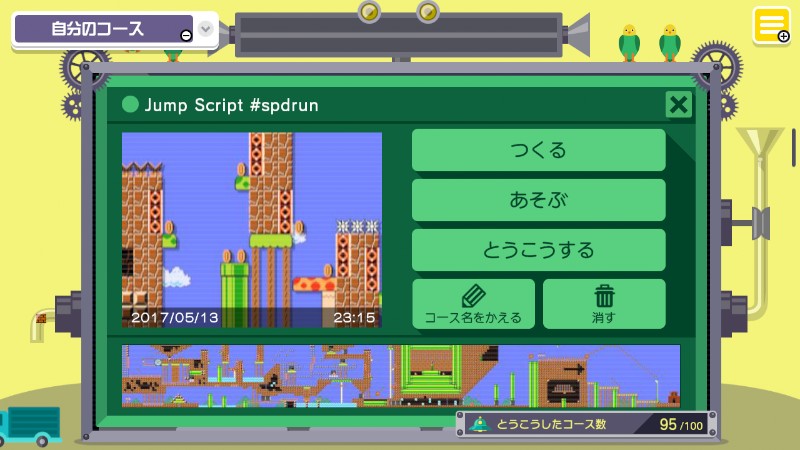 自分のコース
Jump Script #spdrun
つくる
あそぶ
とうこうする
コース名をかえる
消す
2017/05/13
23:15
とうこうしたコース数
95/100